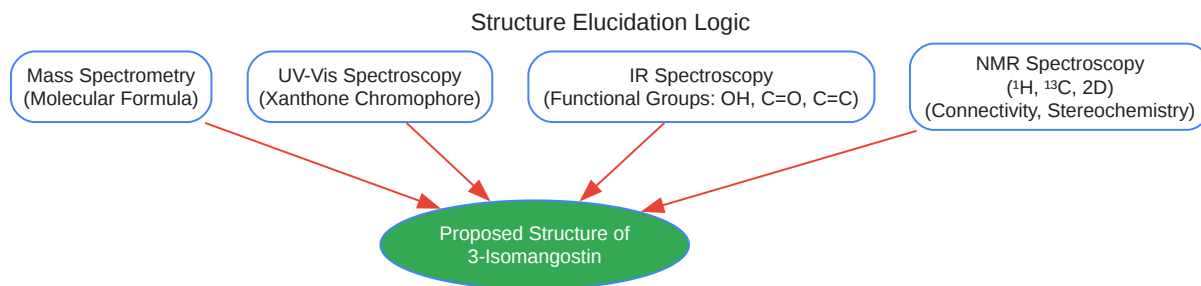 Structure Elucidation Logic
Mass Spectrometry
(Molecular Formula)
UV-Vis Spectroscopy
(Xanthone Chromophore)
IR Spectroscopy
(Functional Groups: OH, C=O, C=C)
NMR Spectroscopy
(¹H, ¹³C, 2D)
(Connectivity, Stereochemistry)
Proposed Structure of
3-Isomangostin